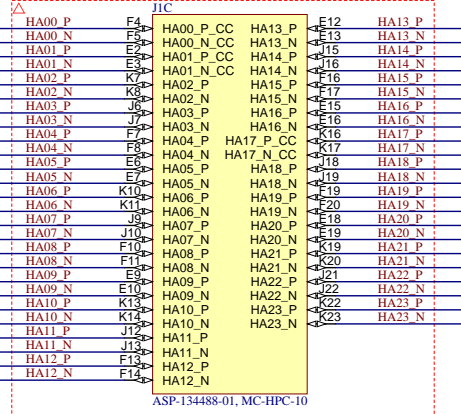 J1C
HA00_P F4 HA00_P_CC HA13_P E12 HA13_P
HA00_N F5 HA00_N_CC HA13_N E13 HA13_N
HA01_P E2 HA01_P_CC HA14_P J15 HA14_P
HA01_N E3 HA01_N_CC HA14_N J16 HA14_N
HA02_P K7 HA02_P HA15_P F16 HA15_P
HA02_N K8 HA02_N HA15_N F17 HA15_N
HA03_P J6 HA03_P HA16_P E15 HA16_P
HA03_N J7 HA03_N HA16_N E16 HA16_N
HA04_P F7 HA04_P HA17_P_CC K16 HA17_P
HA04_N F8 HA04_N HA17_N_CC K17 HA17_N
HA05_P E6 HA05_P HA18_P J18 HA18_P
HA05_N E7 HA05_N HA18_N J19 HA18_N
HA06_P K10 HA06_P HA19_P F19 HA19_P
HA06_N K11 HA06_N HA19_N F20 HA19_N
HA07_P J9 HA07_P HA20_P E18 HA20_P
HA07_N J10 HA07_N HA20_N E19 HA20_N
HA08_P F10 HA08_P HA21_P K19 HA21_P
HA08_N F11 HA08_N HA21_N K20 HA21_N
HA09_P E9 HA09_P HA22_P J21 HA22_P
HA09_N E10 HA09_N HA22_N J22 HA22_N
HA10_P K13 HA10_P HA23_P K22 HA23_P
HA10_N K14 HA10_N HA23_N K23 HA23_N
HA11_P J12 HA11_P
HA11_N J13 HA11_N
HA12_P F13 HA12_P
HA12_N F14 HA12_N
ASP-134488-01, MC-HPC-10